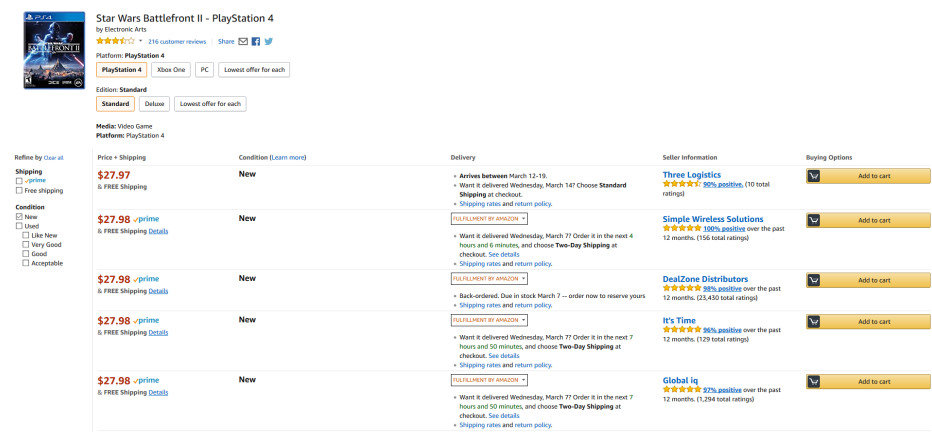 PS4
BATTLEFRONT II
Star Wars Battlefront II - PlayStation 4
by Electronic Arts
216 customer reviews
Share
Platform: PlayStation 4
PlayStation 4
Xbox One
PC
Lowest offer for each
Edition: Standard
Standard
Deluxe
Lowest offer for each
Media: Video Game
Platform: PlayStation 4
Refine by Clear all
Shipping
prime
Free shipping
Condition
New
Used
Like New
Very Good
Good
Acceptable
Price + Shipping
Condition (Learn more)
Delivery
Seller Information
Buying Options
$27.97
& FREE Shipping
New
Arrives between March 12-19.
Want it delivered Wednesday, March 14? Choose Standard
Shipping at checkout.
Shipping rates and return policy.
Three Logistics
90% positive. (10 total
ratings)
Add to cart
$27.98 prime
& FREE Shipping Details
New
FULFILLMENT BY AMAZON
Want it delivered Wednesday, March 7? Order it in the next 4
hours and 6 minutes, and choose Two-Day Shipping at
checkout. See details
Shipping rates and return policy.
Simple Wireless Solutions
100% positive over the past
12 months. (156 total ratings)
Add to cart
$27.98 prime
& FREE Shipping Details
New
FULFILLMENT BY AMAZON
Back-ordered. Due in stock March 7 -- order now to reserve yours
Shipping rates and return policy.
DealZone Distributors
98% positive over the past
12 months. (23,430 total ratings)
Add to cart
$27.98 prime
& FREE Shipping Details
New
FULFILLMENT BY AMAZON
Want it delivered Wednesday, March 7? Order it in the next 7
hours and 50 minutes, and choose Two-Day Shipping at
checkout. See details
Shipping rates and return policy.
It's Time
96% positive over the past
12 months. (129 total ratings)
Add to cart
$27.98 prime
& FREE Shipping Details
New
FULFILLMENT BY AMAZON
Want it delivered Wednesday, March 7? Order it in the next 7
hours and 50 minutes, and choose Two-Day Shipping at
checkout. See details
Shipping rates and return policy.
Global iq
97% positive over the past
12 months. (1,294 total ratings)
Add to cart